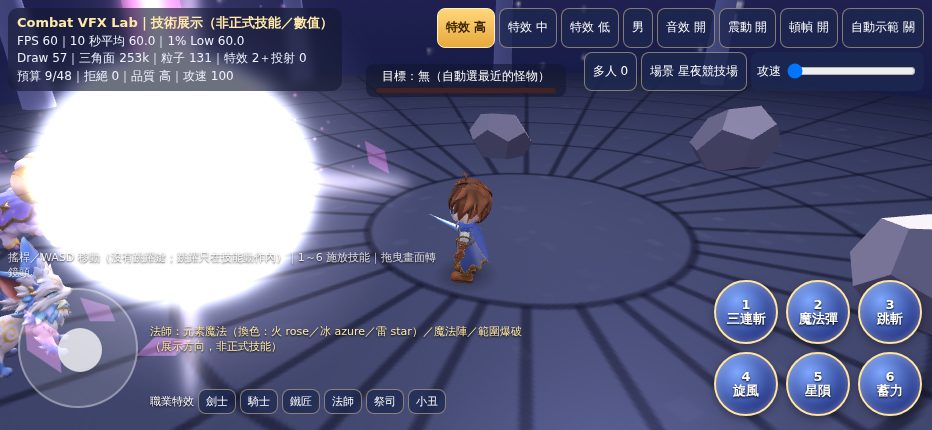 Combat VFX Lab｜技術展示（非正式技能／數值）
FPS 60｜10 秒平均 60.0｜1% Low 60.0
Draw 57｜三角面 253k｜粒子 131｜特效 2＋投射 0
預算 9/48｜拒絕 0｜品質 高｜攻速 100
特效 高
特效 中
特效 低
男
音效 開
震動 開
頓幀 開
自動示範 關
目標：無（自動選最近的怪物）
多人 0
場景 星夜競技場
攻速
搖桿／WASD 移動（沒有跳躍鍵；跳躍只在技能動作內）｜1～6 施放技能｜拖曳畫面轉
鏡頭
法師：元素魔法（換色：火 rose／冰 azure／雷 star）／魔法陣／範圍爆破
（展示方向，非正式技能）
職業特效
劍士
騎士
鐵匠
法師
祭司
小丑
1
三連斬
2
魔法彈
3
跳斬
4
旋風
5
星隕
6
蓄力